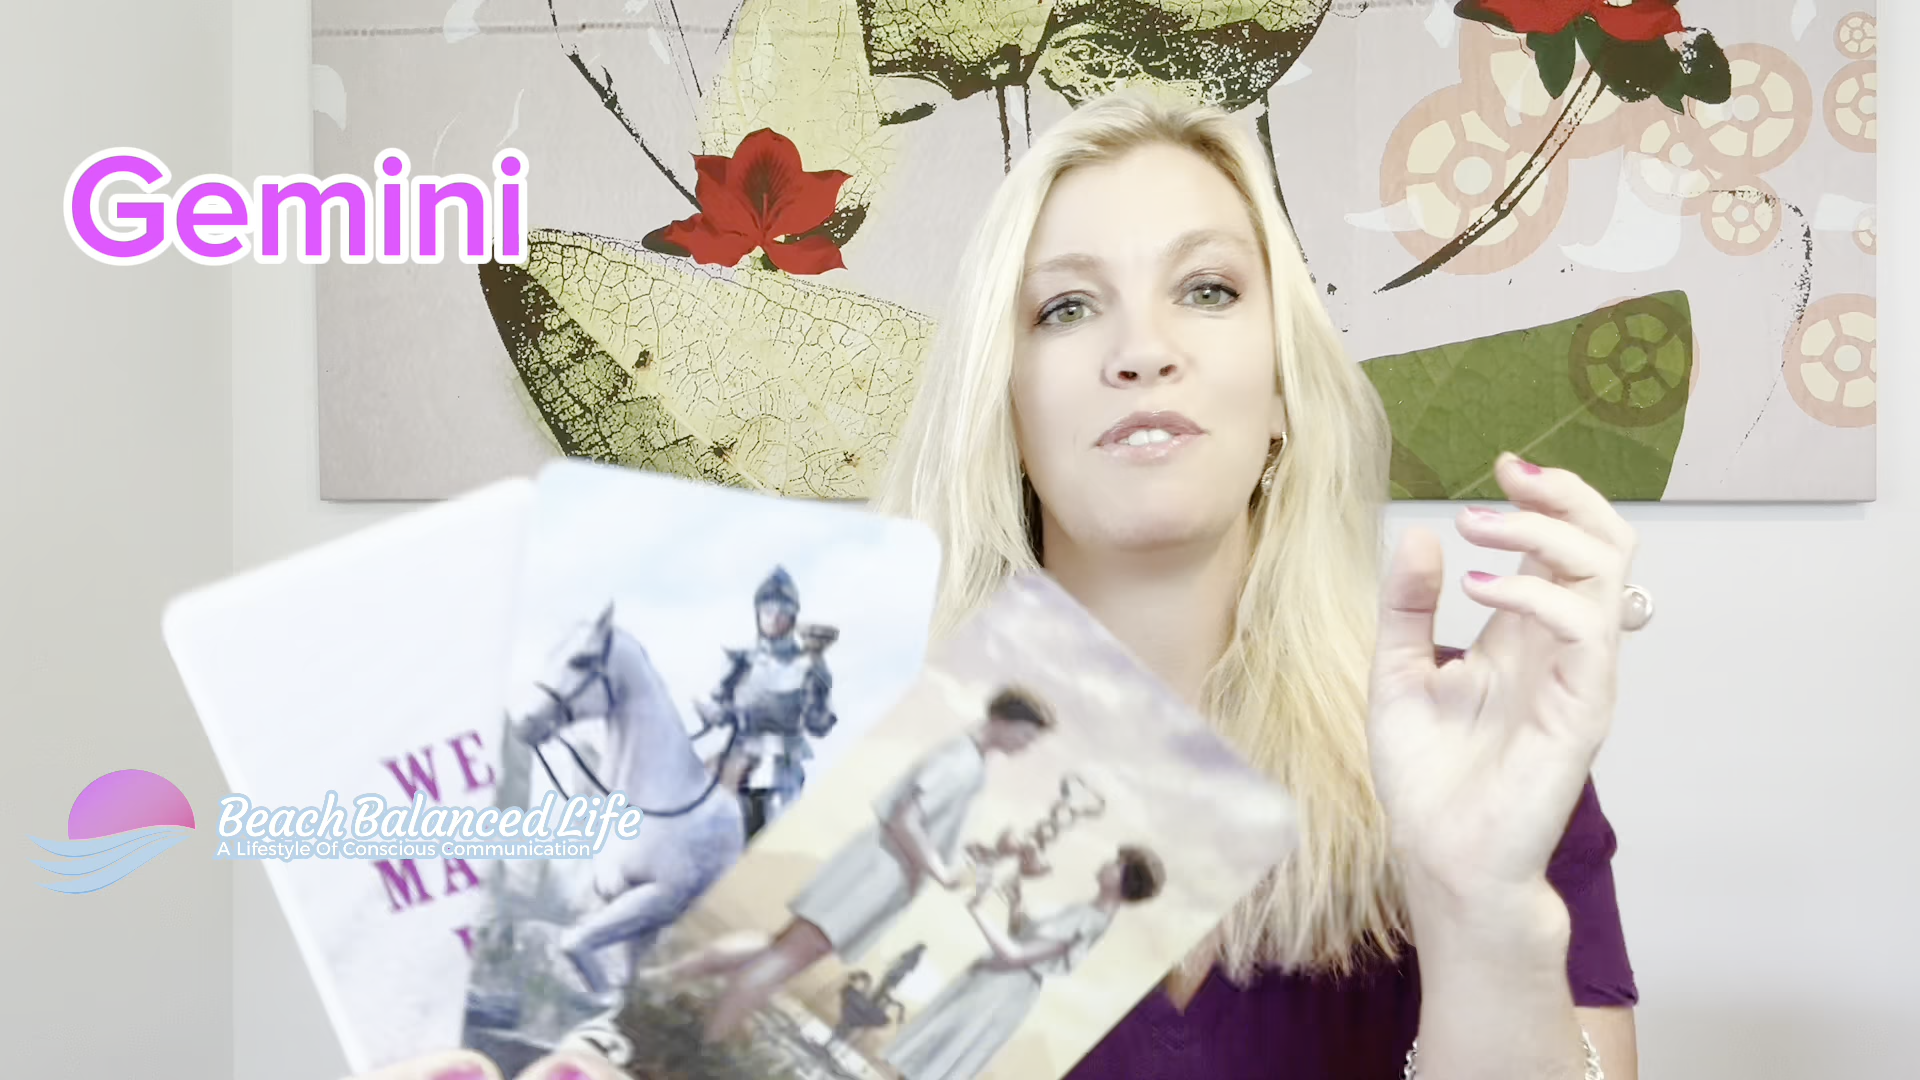 Gemini
WE
Beach Balanced Life
A Lifestyle Of Conscious Communication
MA